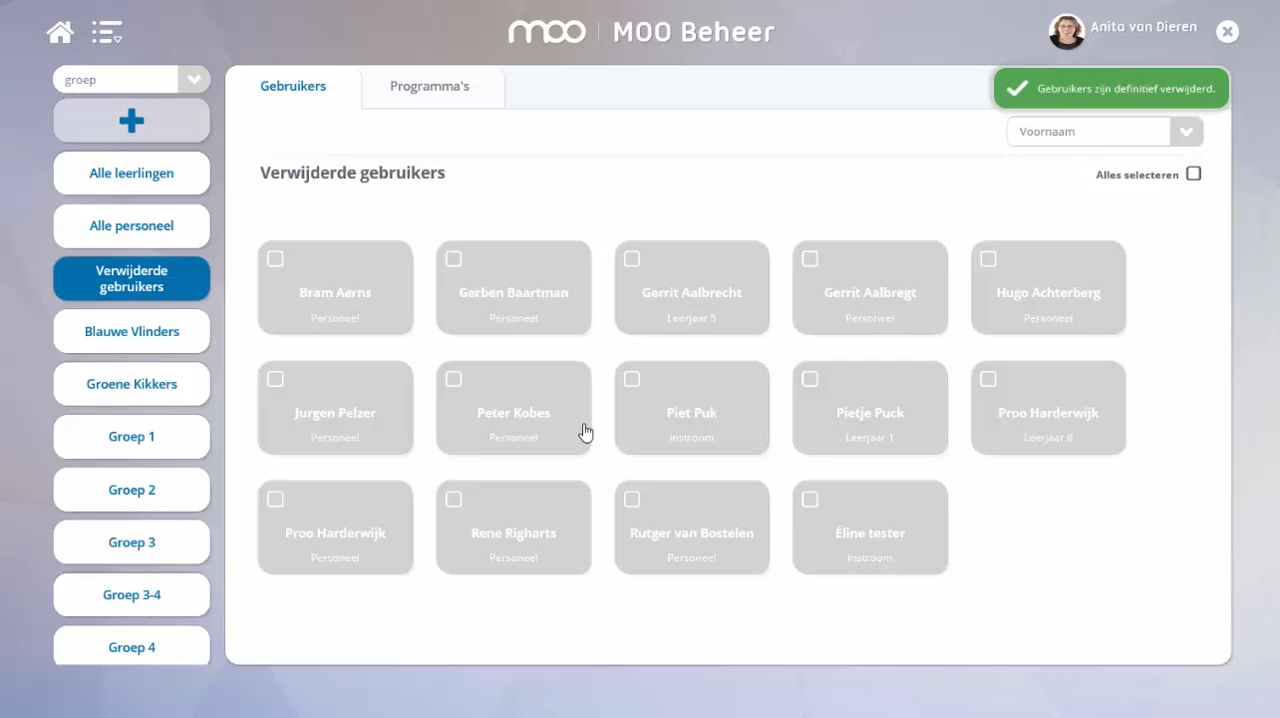 moo | MOO Beheer
Anita van Dieren
groep
Gebruikers
Programma's
Gebruikers zijn definitief verwijderd.
Voornaam
Alle leerlingen
Alle personeel
Verwijderde
gebruikers
Blauwe Vlinders
Groene Kikkers
Groep 1
Groep 2
Groep 3
Groep 3-4
Groep 4
Verwijderde gebruikers
Alles selecteren
Bram Aerns
Personeel
Gerben Baartman
Personeel
Gerrit Aalbrecht
Leerjaar 5
Gerrit Aalbregt
Personeel
Hugo Achterberg
Personeel
Jurgen Pelzer
Personeel
Peter Kobes
Personeel
Piet Puk
Instroom
Pietje Puck
Leerjaar 1
Proo Harderwijk
Leerjaar 8
Proo Harderwijk
Personeel
Rene Righarts
Personeel
Rutger van Bostelen
Personeel
Éline tester
Instroom